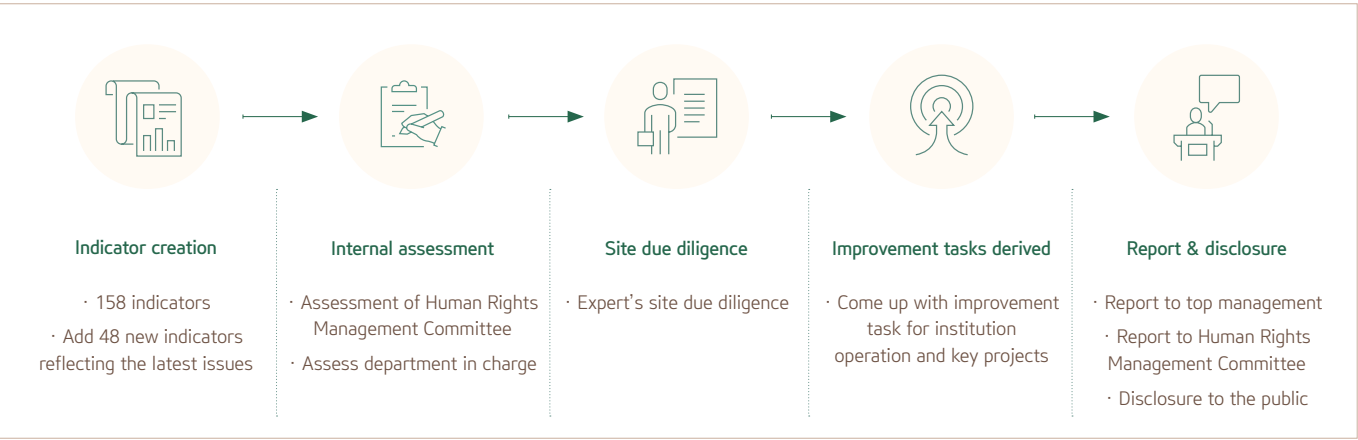 Indicator creation
· 158 indicators
· Add 48 new indicators
reflecting the latest issues
Internal assessment
· Assessment of Human Rights
Management Committee
· Assess department in charge
Site due diligence
· Expert's site due diligence
Improvement tasks derived
· Come up with improvement
task for institution
operation and key projects
Report & disclosure
· Report to top management
· Report to Human Rights
Management Committee
· Disclosure to the public